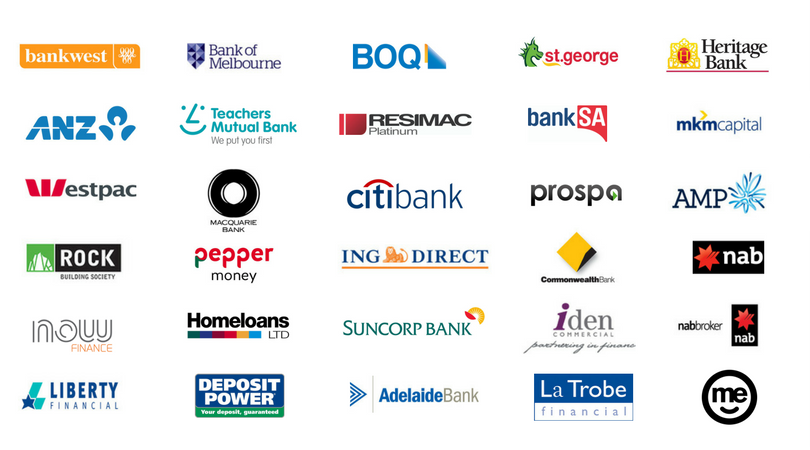 bankwest
Bank of
Melbourne
BOQ
st.george
Heritage
Bank
ANZ
Teachers
Mutual Bank
We put you first
RESIMAC
Platinum
bankSA
mkmcapital
Westpac
MACQUARIE
BANK
citibank
prospa
AMP
ROCK
BUILDING SOCIETY
pepper
money
ING DIRECT
CommonwealthBank
nab
now
FINANCE
Homeloans
LTD
SUNCORP BANK
iden
COMMERCIAL
partnering in finance
nabbroker
nab
LIBERTY
FINANCIAL
DEPOSIT
POWER
Your deposit, guaranteed
AdelaideBank
La Trobe
financial
me